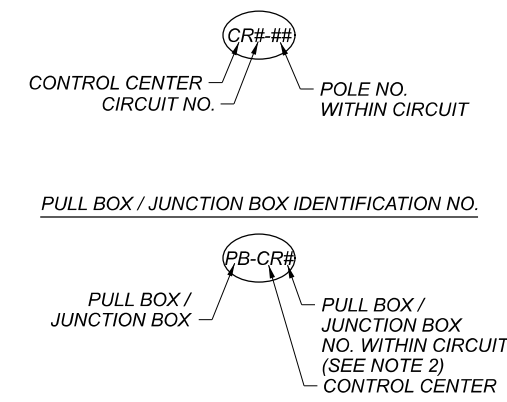 CR#-##
CONTROL CENTER
CIRCUIT NO.
POLE NO.
WITHIN CIRCUIT
PULL BOX / JUNCTION BOX IDENTIFICATION NO.
PB-CR#
PULL BOX /
JUNCTION BOX
PULL BOX /
JUNCTION BOX
NO. WITHIN CIRCUIT
(SEE NOTE 2)
CONTROL CENTER